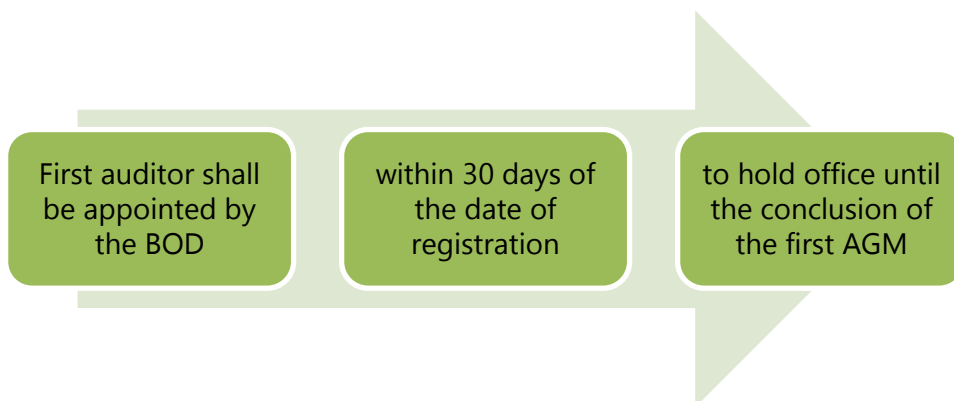 First auditor shall
be appointed by
the BOD
within 30 days of
the date of
registration
to hold office until
the conclusion of
the first AGM